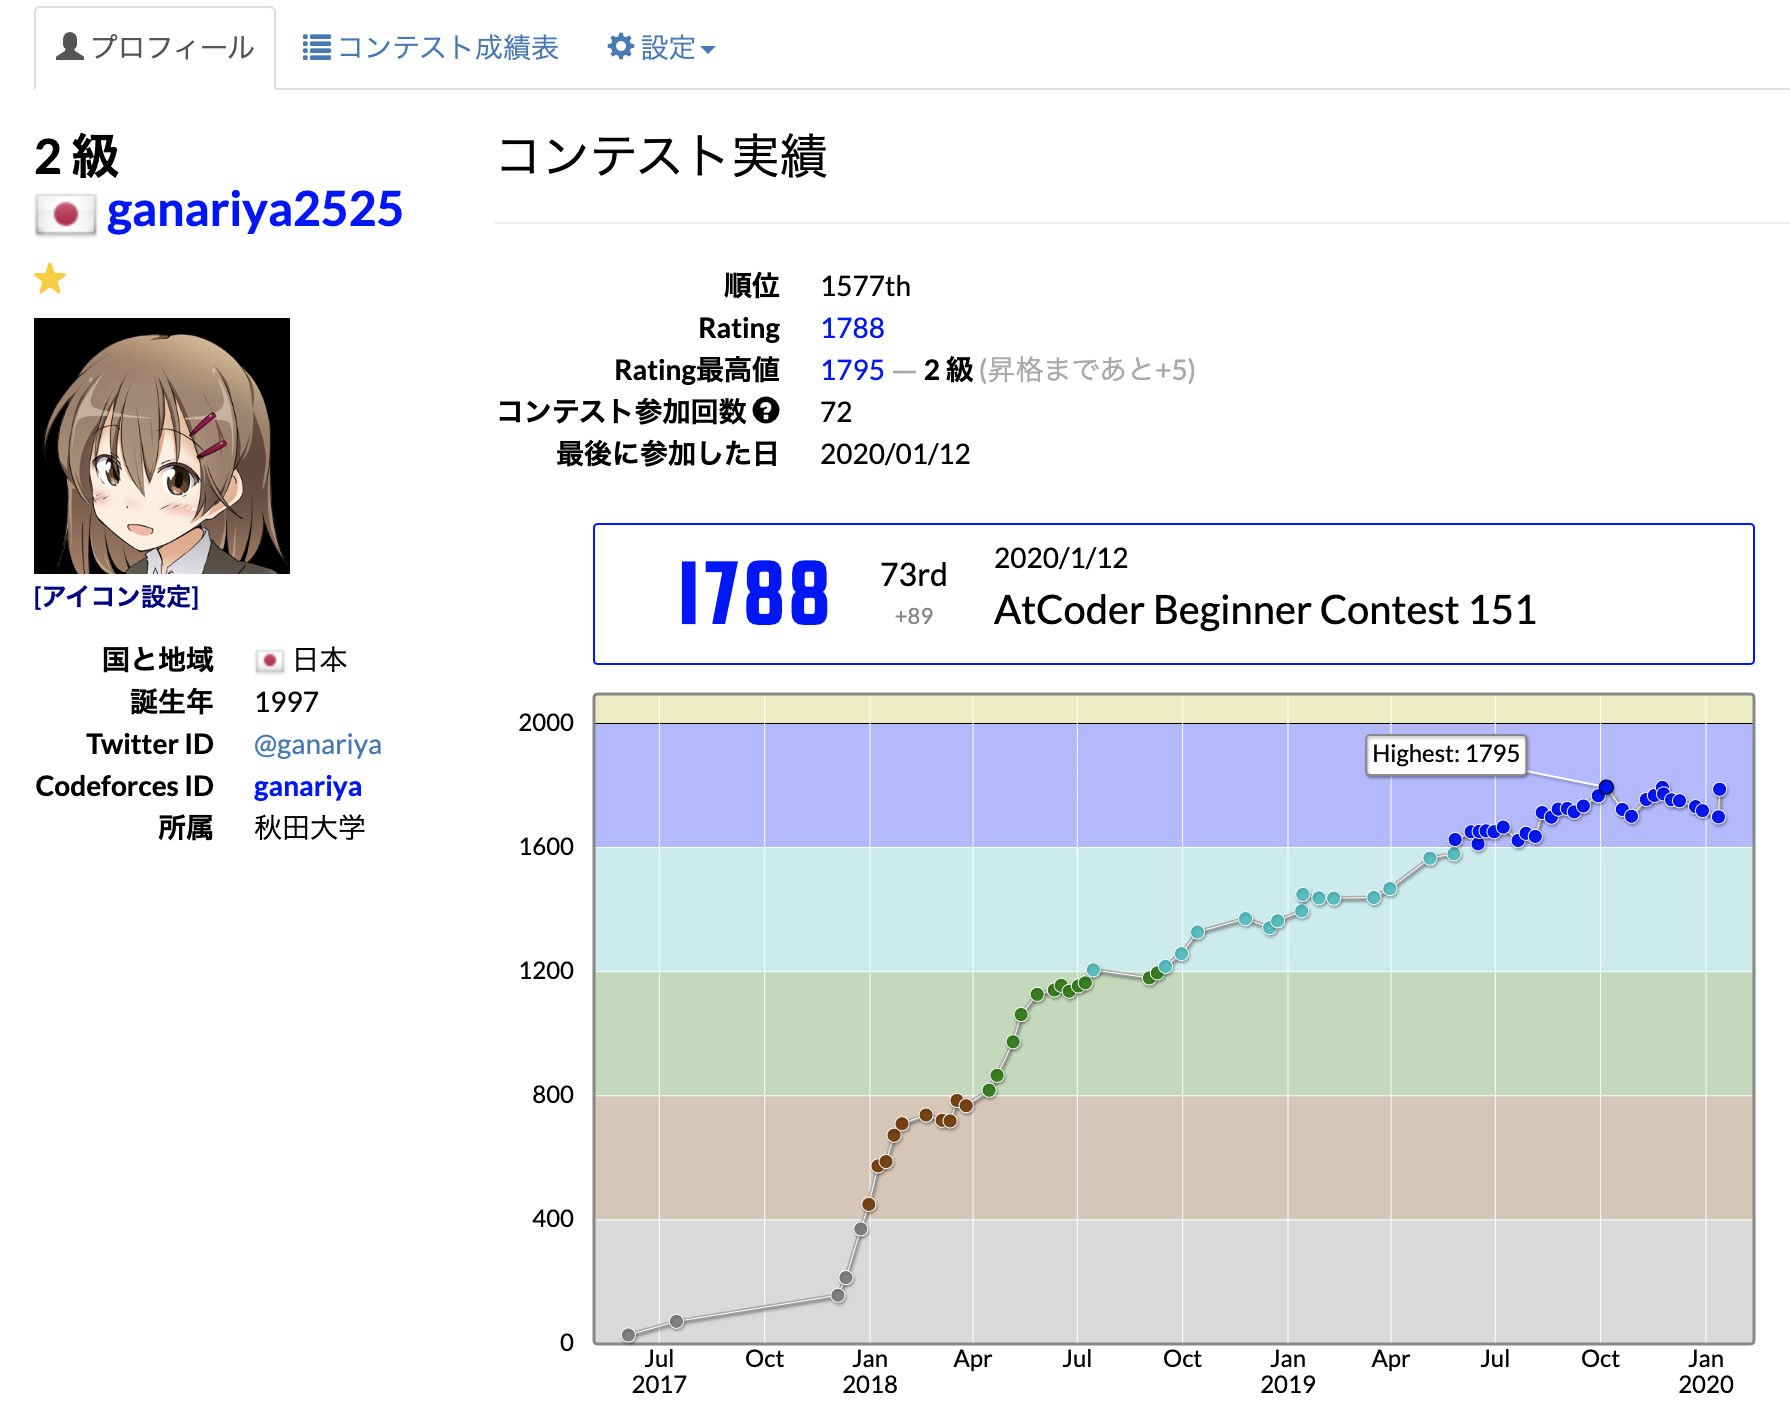 プロフィール
コンテスト成績表
設定
2 級
ganariya2525
[アイコン設定]
国と地域 日本
誕生年 1997
Twitter ID @ganariya
Codeforces ID ganariya
所属 秋田大学
コンテスト実績
順位 1577th
Rating 1788
Rating最高値 1795 ― 2 級 (昇格まであと+5)
コンテスト参加回数 ? 72
最後に参加した日 2020/01/12
1788
73rd
+89
2020/1/12
AtCoder Beginner Contest 151
Highest: 1795
2000
1600
1200
800
400
0
Jul Oct Jan Apr Jul Oct Jan Apr Jul Oct Jan
2017 2018 2019 2020